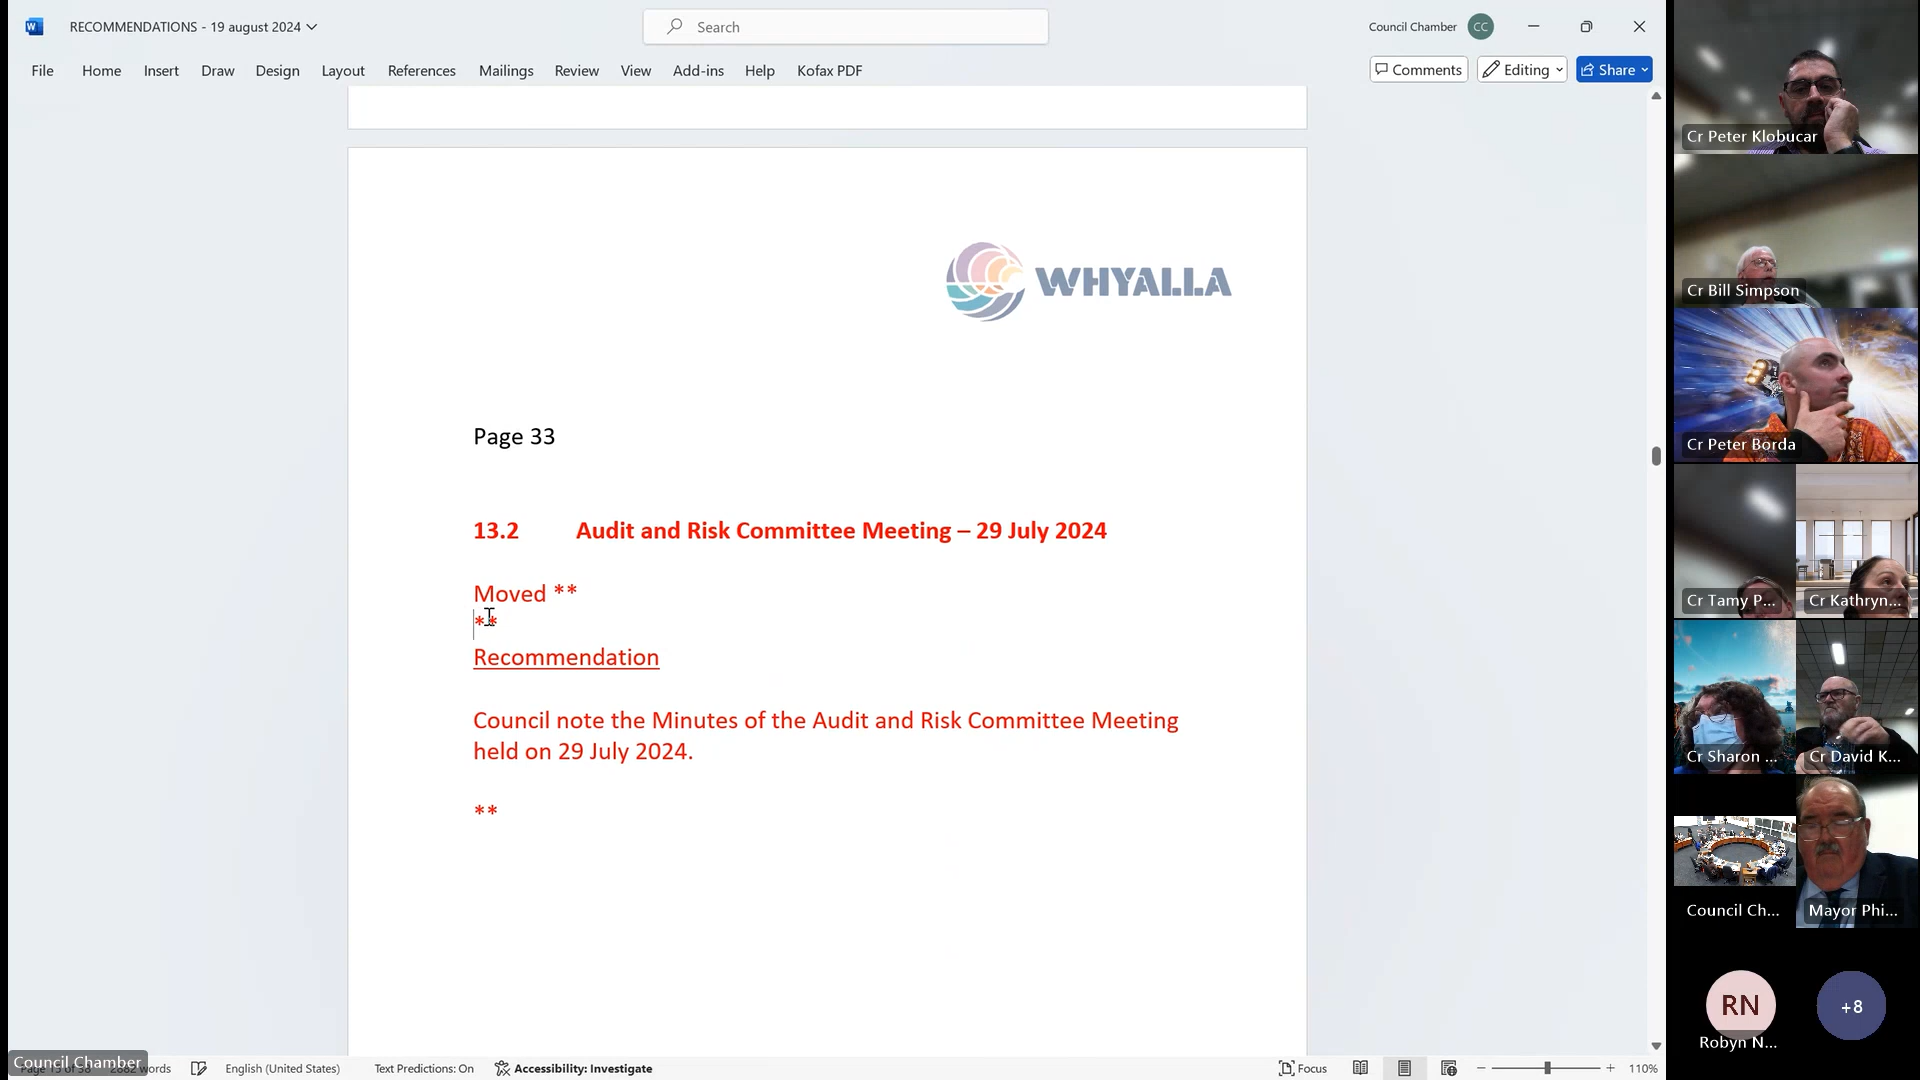 RECOMMENDATIONS - 19 august 2024
Search
Council Chamber
CC
File Home Insert Draw Design Layout References Mailings Review View Add-ins Help Kofax PDF
Comments
Editing
Share
WHYALLA
Page 33
13.2 Audit and Risk Committee Meeting – 29 July 2024
Moved **
**
Recommendation
Council note the Minutes of the Audit and Risk Committee Meeting
held on 29 July 2024.
**
Cr Peter Klobucar
Cr Bill Simpson
Cr Peter Borda
Cr Tamy P...
Cr Kathryn...
Cr Sharon ...
Cr David K...
Council Ch...
Mayor Phi...
RN
Robyn N...
+8
Council Chamber
words
English (United States)
Text Predictions: On
Accessibility: Investigate
Focus
110%